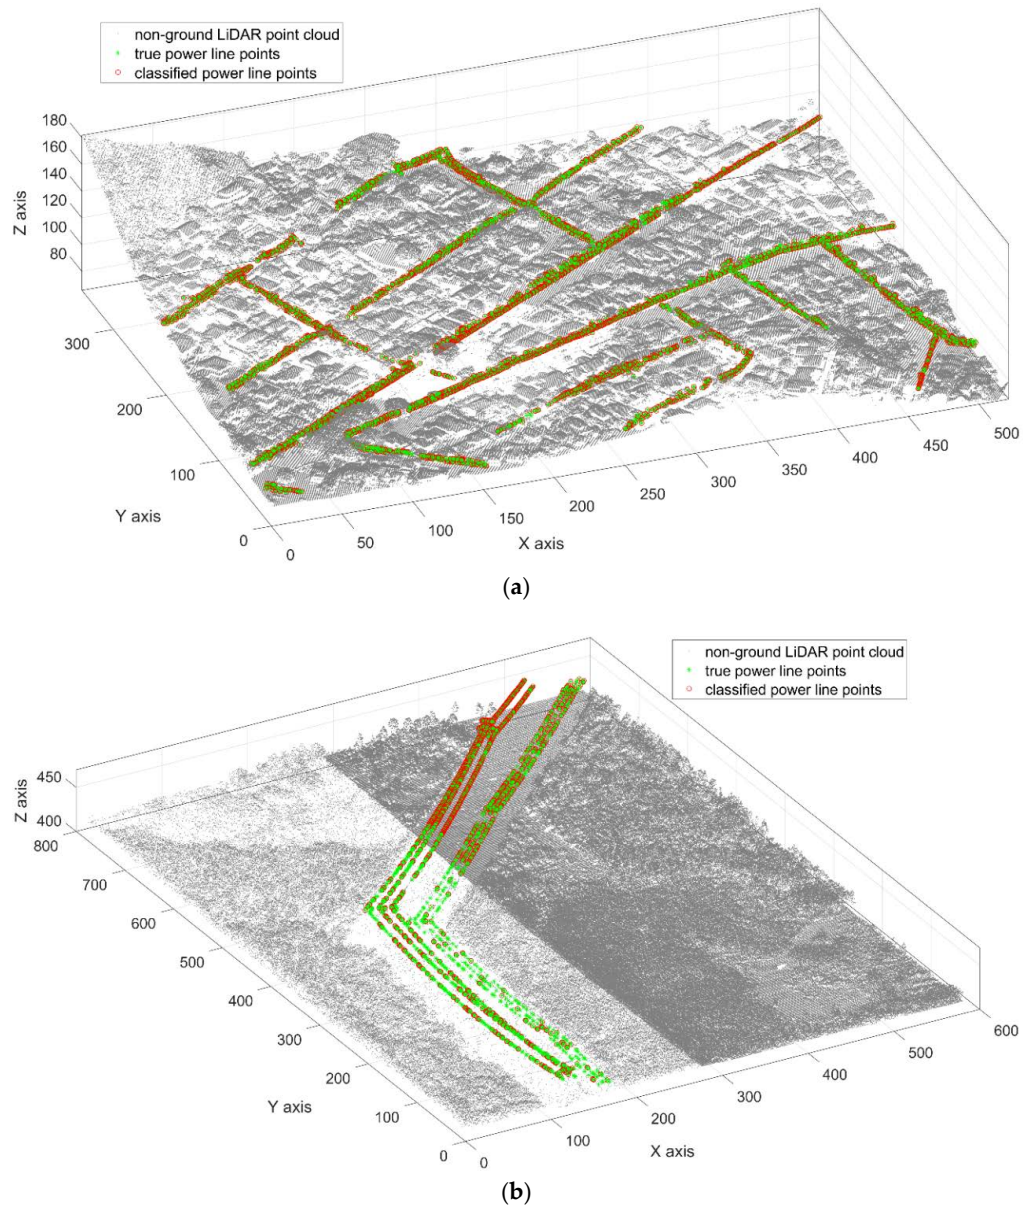 non-ground LiDAR point cloud
true power line points
classified power line points
180
160
140
120
100
80
Z axis
300
200
100
0
Y axis
0
50
100
150
200
250
300
350
400
450
500
X axis
(a)
non-ground LiDAR point cloud
true power line points
classified power line points
450
400
Z axis
800
700
600
500
400
300
200
100
0
Y axis
0
100
200
300
400
500
600
X axis
(b)